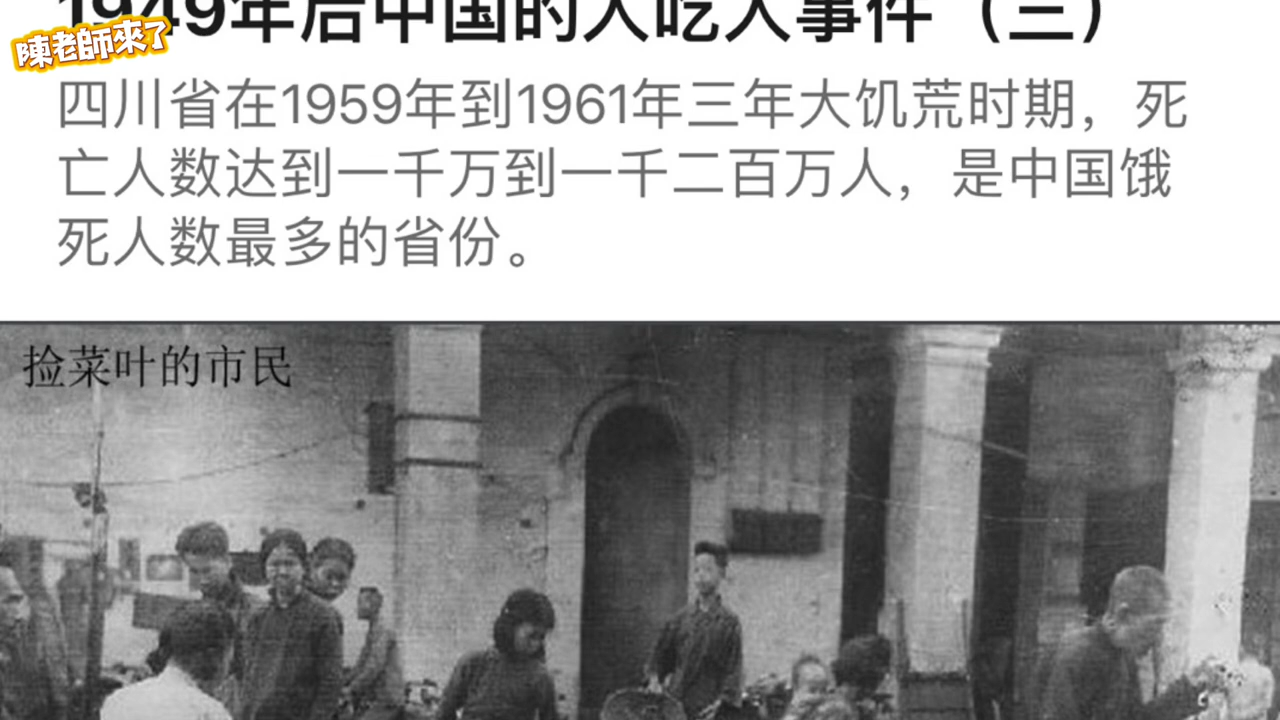 1949年后中国的人吃人事件（三）
陳老師來了
四川省在1959年到1961年三年大饥荒时期，死
亡人数达到一千万到一千二百万人，是中国饿
死人数最多的省份。
捡菜叶的市民